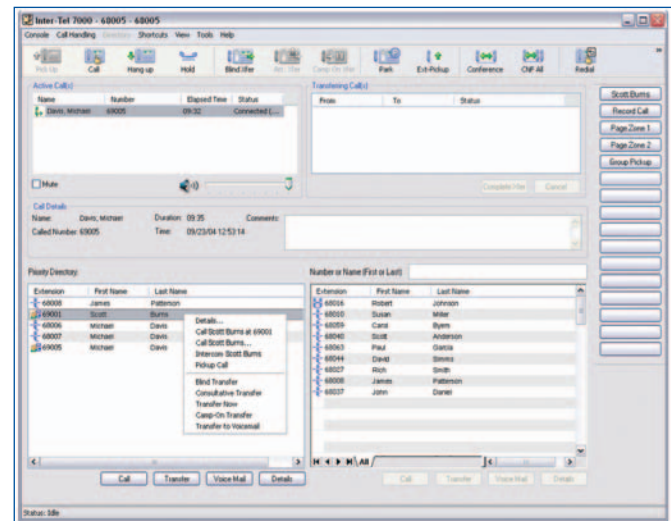 Inter-Tel 7000 - 68005 - 68005
Console Call Handling Directory Shortcuts View Tools Help
Pick Up Call Hang up Hold Blind Xfer Camp On Xfer Park Ext-Pickup Conference CNF All Redial
Active Call(s)
Name Number Elapsed Time Status
Davis, Michael 69005 09:32 Connected (...
Mute
Transferring Call(s)
From To Status
Complete Xfer Cancel
Scott Burns
Record Call
Page Zone 1
Page Zone 2
Group Pickup
Call Details
Name: Davis, Michael Duration: 09:35 Comments:
Called Number: 69005 Time: 09/23/04 12:53:14
Priority Directory:
Extension First Name Last Name
68008 James Patterson
69001 Scott Burns
68006 Michael Davis
68007 Michael Davis
69005 Michael Davis
Details...
Call Scott Burns at 69001
Call Scott Burns...
Intercom Scott Burns
Pickup Call
Blind Transfer
Consultative Transfer
Transfer Now
Camp-On Transfer
Transfer to Voicemail
Call Transfer Voice Mail Details
Number or Name (First or Last)
Extension First Name Last Name
68016 Robert Johnson
68010 Susan Miller
68059 Carol Byers
68040 Scott Anderson
68063 Paul Garcia
68044 David Simms
68027 Rich Smith
68008 James Patterson
68037 John Daniel
All
Call Transfer Voice Mail Details
Status: Idle